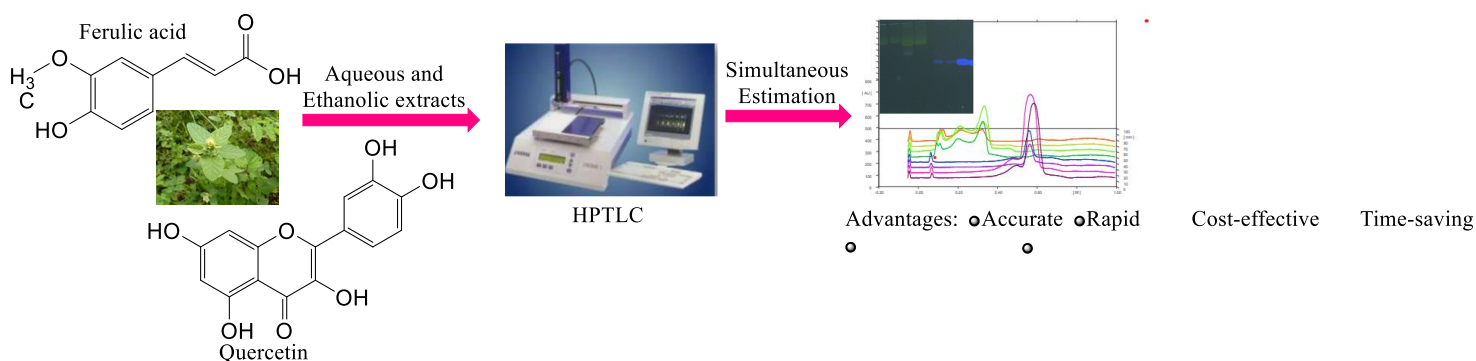 Ferulic acid
O
O
H3
C
HO
OH
Aqueous and
Ethanolic extracts
Simultaneous
Estimation
HPTLC
OH
OH
HO
O
OH
OH
O
Quercetin
Advantages: Accurate Rapid Cost-effective Time-saving